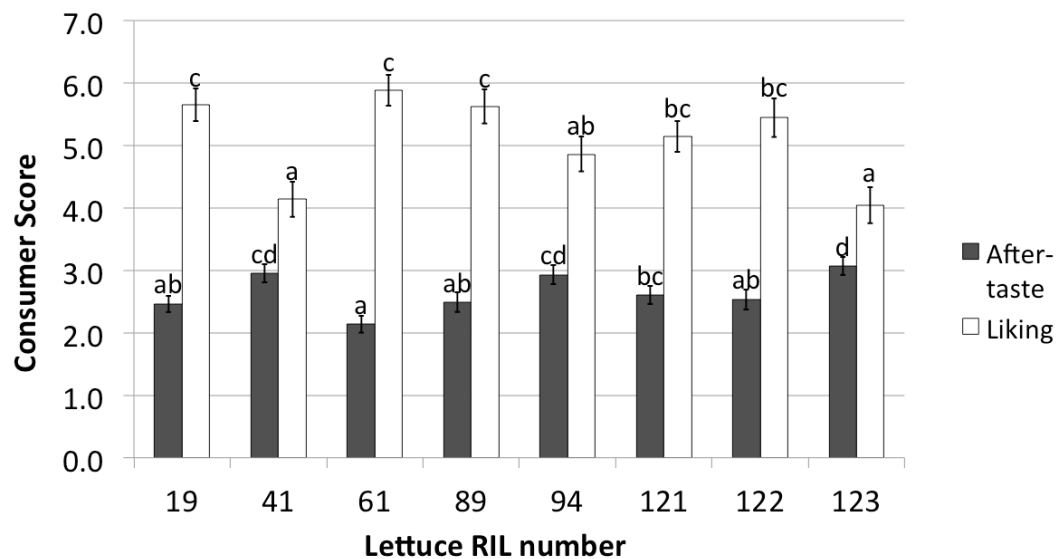 7.0
6.0
5.0
4.0
3.0
2.0
1.0
0.0
Consumer Score
ab
c
cd
a
a
c
ab
c
cd
ab
bc
bc
ab
bc
d
a
19 41 61 89 94 121 122 123
Lettuce RIL number
After-
taste
Liking